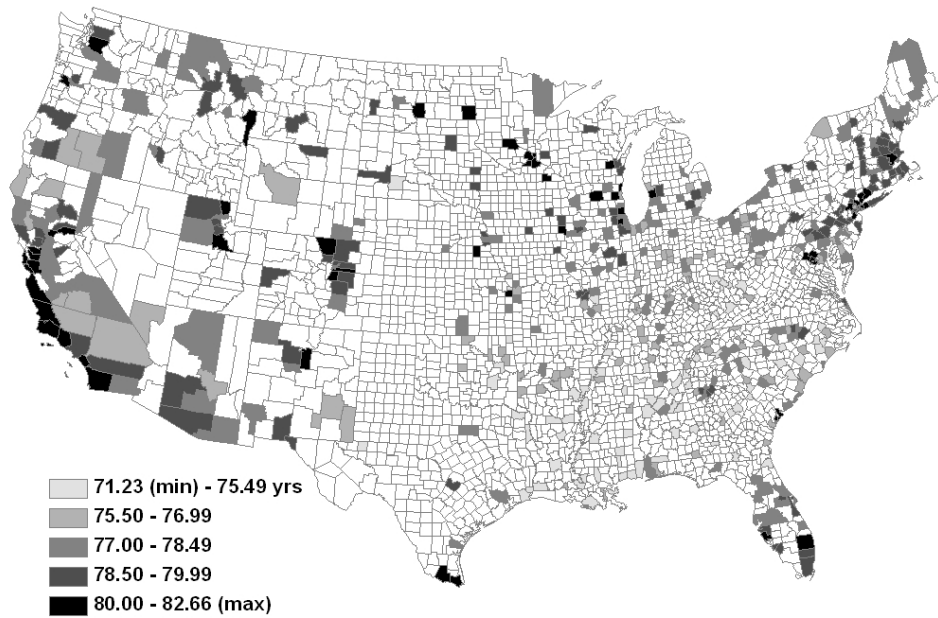 71.23 (min) - 75.49 yrs
75.50 - 76.99
77.00 - 78.49
78.50 - 79.99
80.00 - 82.66 (max)